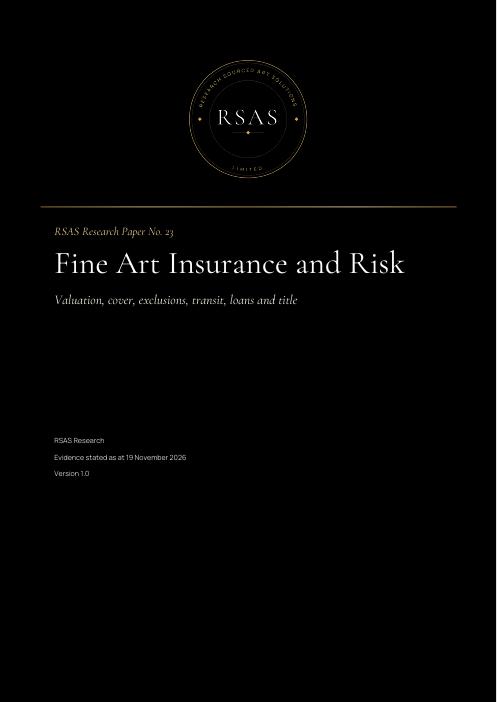 RESEARCH SOURCED ART SOLUTIONS
RSAS
LIMITED
RSAS Research Paper No. 23
Fine Art Insurance and Risk
Valuation, cover, exclusions, transit, loans and title
RSAS Research
Evidence stated as at 19 November 2026
Version 1.0